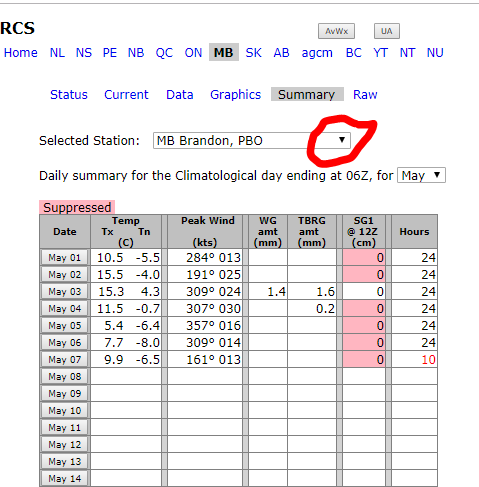 RCS AvWx UA
Home NL NS PE NB QC ON MB SK AB agcm BC YT NT NU
Status Current Data Graphics Summary Raw
Selected Station: MB Brandon, PBO
Daily summary for the Climatological day ending at 06Z, for May
Suppressed
Date Temp Tx Tn (C) Peak Wind (kts) WG amt (mm) TBRG amt (mm) SG1 @ 12Z (cm) Hours
May 01 10.5 -5.5 284° 013 0 24
May 02 15.5 -4.0 191° 025 0 24
May 03 15.3 4.3 309° 024 1.4 1.6 0 24
May 04 11.5 -0.7 307° 030 0.2 0 24
May 05 5.4 -6.4 357° 016 0 24
May 06 7.7 -8.0 309° 014 0 24
May 07 9.9 -6.5 161° 013 0 10
May 08
May 09
May 10
May 11
May 12
May 13
May 14